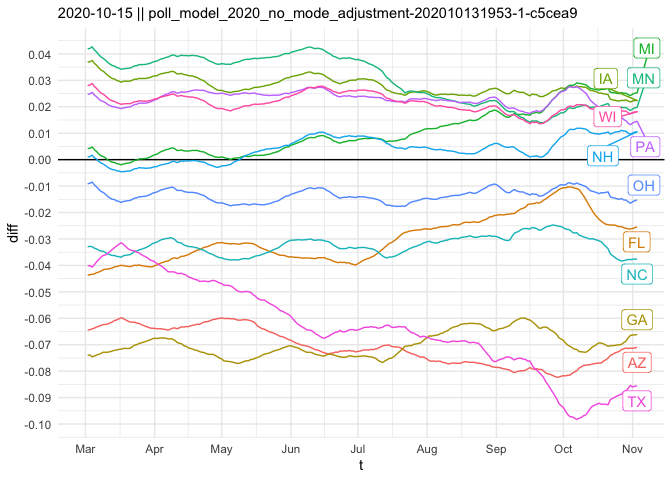 2020-10-15 || poll_model_2020_no_mode_adjustment-202010131953-1-c5cea9
0.04
0.03
0.02
0.01
0.00
-0.01
-0.02
-0.03
-0.04
-0.05
-0.06
-0.07
-0.08
-0.09
-0.10
diff
MI
IA
MN
WI
PA
NH
OH
FL
NC
GA
AZ
TX
Mar Apr May Jun Jul Aug Sep Oct Nov
t